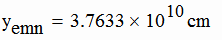 y_emn = 3.7633 × 10^10 cm